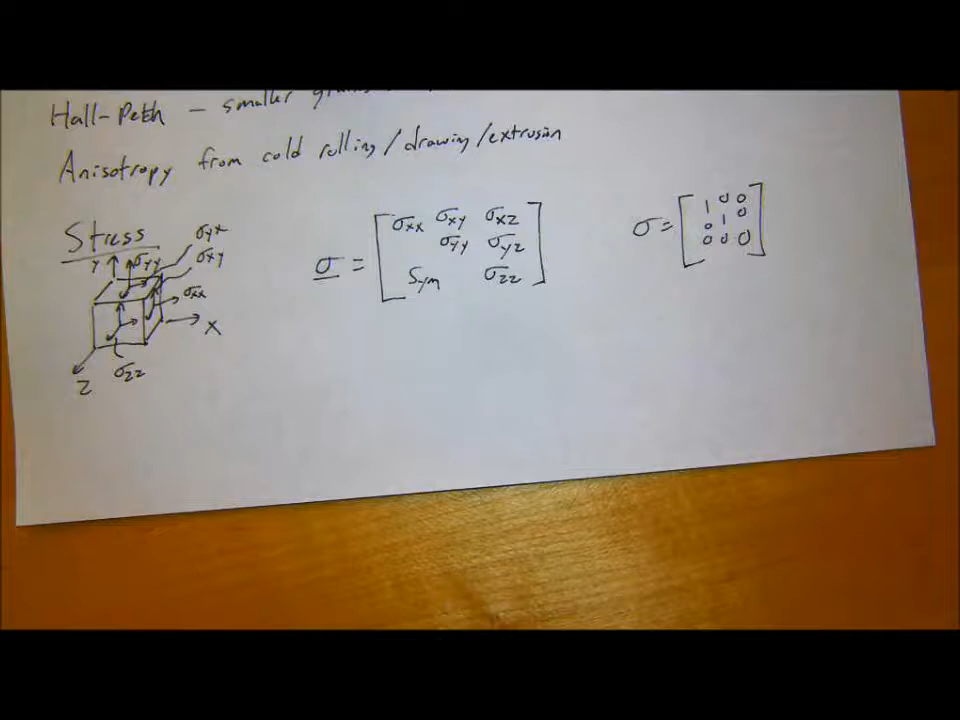 Hall-Peth — smaller
Anisotropy from cold rolling/drawing/extrusion
Stress
σyx
Y σyy σxy
σxx
X
σzz
Z
σ = [ σxx σxy σxz
σyy σyz
Sym σzz ]
σ = [ 1 0 0
0 1 0
0 0 0 ]